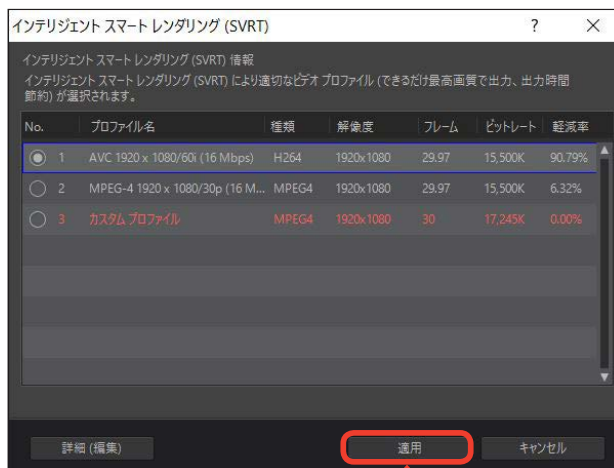 インテリジェント スマート レンダリング (SVRT)
? ×
インテリジェント スマート レンダリング (SVRT) 情報
インテリジェント スマート レンダリング (SVRT) により適切なビデオ プロファイル (できるだけ最高画質で出力、出力時間
節約) が選択されます。
No. プロファイル名 種類 解像度 フレーム ビットレート 軽減率
1 AVC 1920 x 1080/60i (16 Mbps) H264 1920x1080 29.97 15,500K 90.79%
2 MPEG-4 1920 x 1080/30p (16 M... MPEG4 1920x1080 29.97 15,500K 6.32%
3 カスタム プロファイル MPEG4 1920x1080 30 17,245K 0.00%
詳細 (編集) 適用 キャンセル